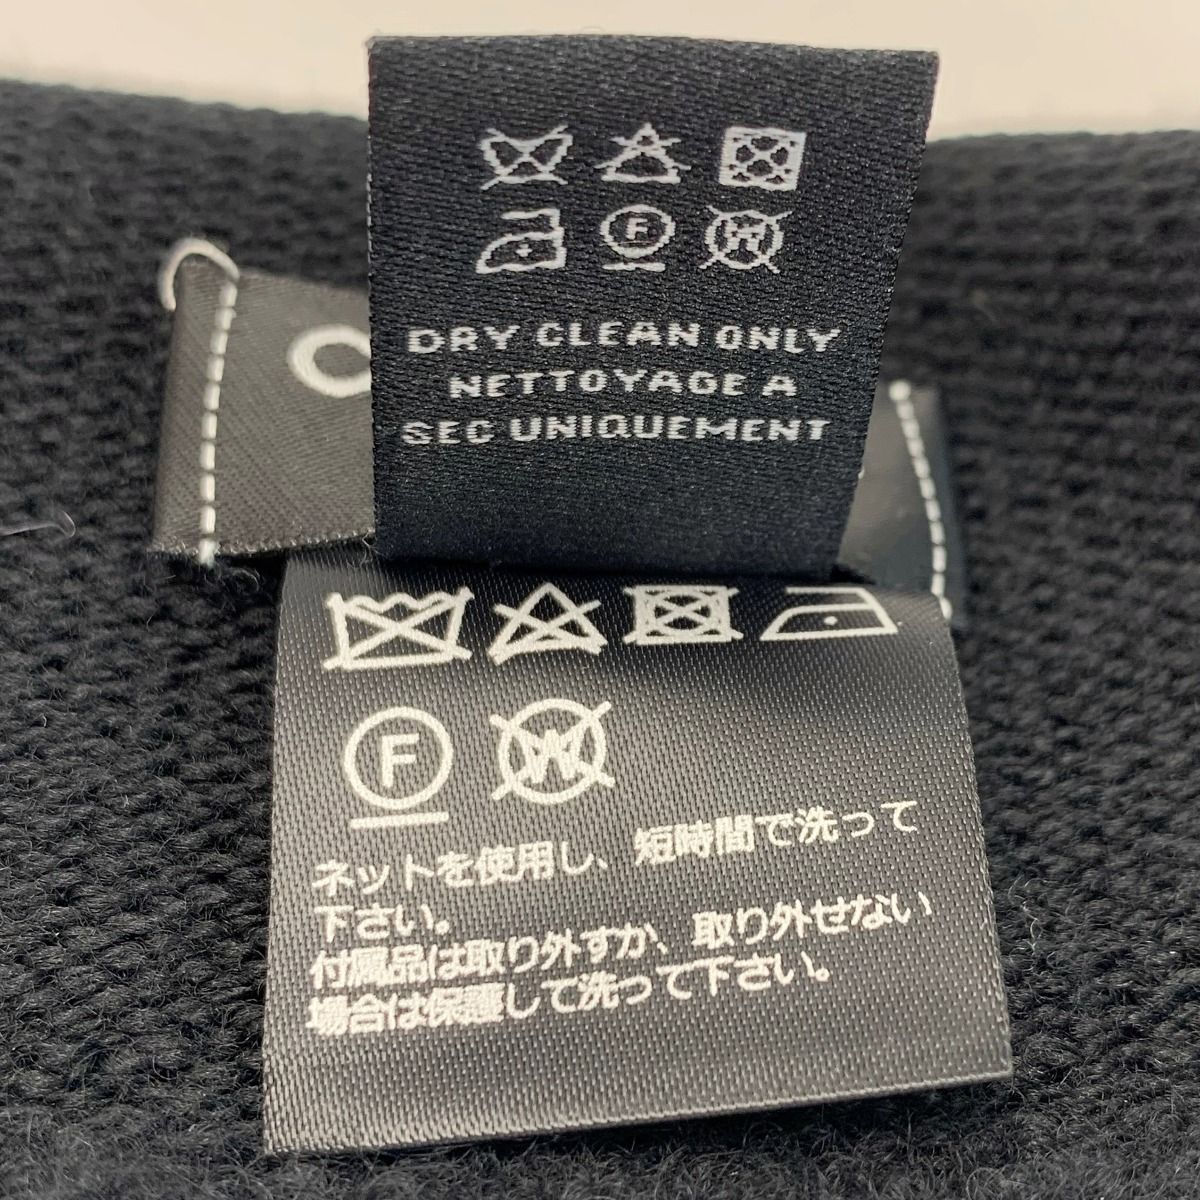 F W
DRY CLEAN ONLY
NETTOYAGE A
SEC UNIQUEMENT
F W
ネットを使用し、短時間で洗って
下さい。
付属品は取り外すか、取り外せない
場合は保護して洗って下さい。